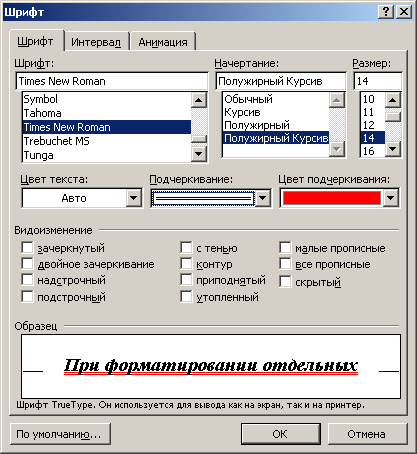 Шрифт
Шрифт Интервал Анимация
Шрифт: Начертание: Размер:
Times New Roman Полужирный Курсив 14
Symbol Обычный 10
Tahoma Курсив 11
Times New Roman Полужирный 12
Trebuchet MS Полужирный Курсив 14
Tunga 16
Цвет текста: Подчеркивание: Цвет подчеркивания:
Авто
Видоизменение
зачеркнутый с тенью малые прописные
двойное зачеркивание контур все прописные
надстрочный приподнятый скрытый
подстрочный утопленный
Образец
При форматировании отдельных
Шрифт TrueType. Он используется для вывода как на экран, так и на принтер.
По умолчанию... ОК Отмена